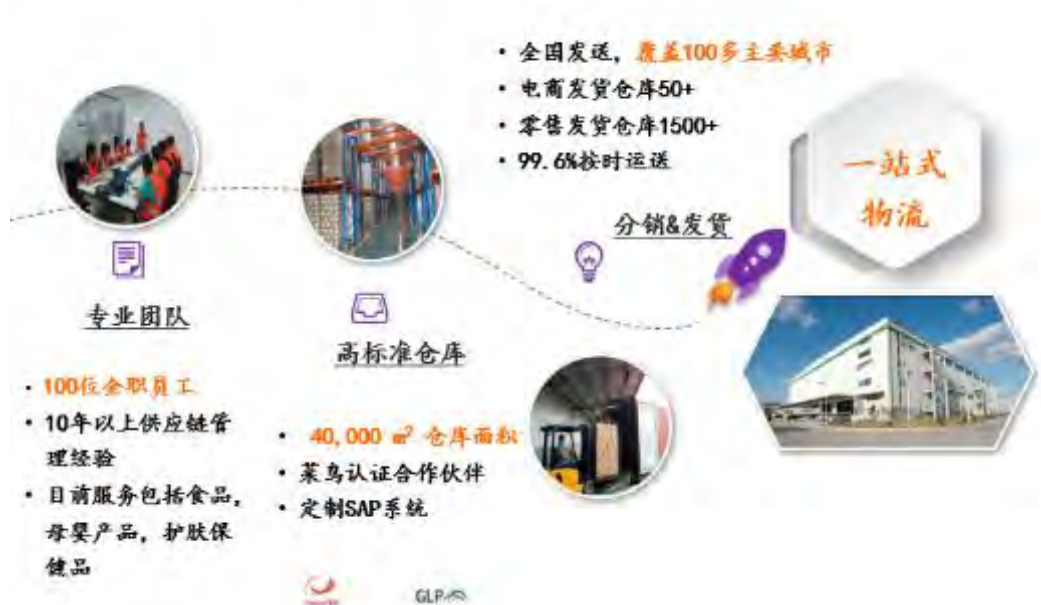 全国发送，覆盖100多主要城市
电商发货仓库50+
零售发货仓库1500+
99.6%按时运送
一站式
物流
分销&发货
专业团队
100位全职员工
10年以上供应链管
理经验
目前服务包括食品，
母婴产品，护肤保
健品
高标准仓库
40,000 m² 仓库面积
菜鸟认证合作伙伴
定制SAP系统
GLP